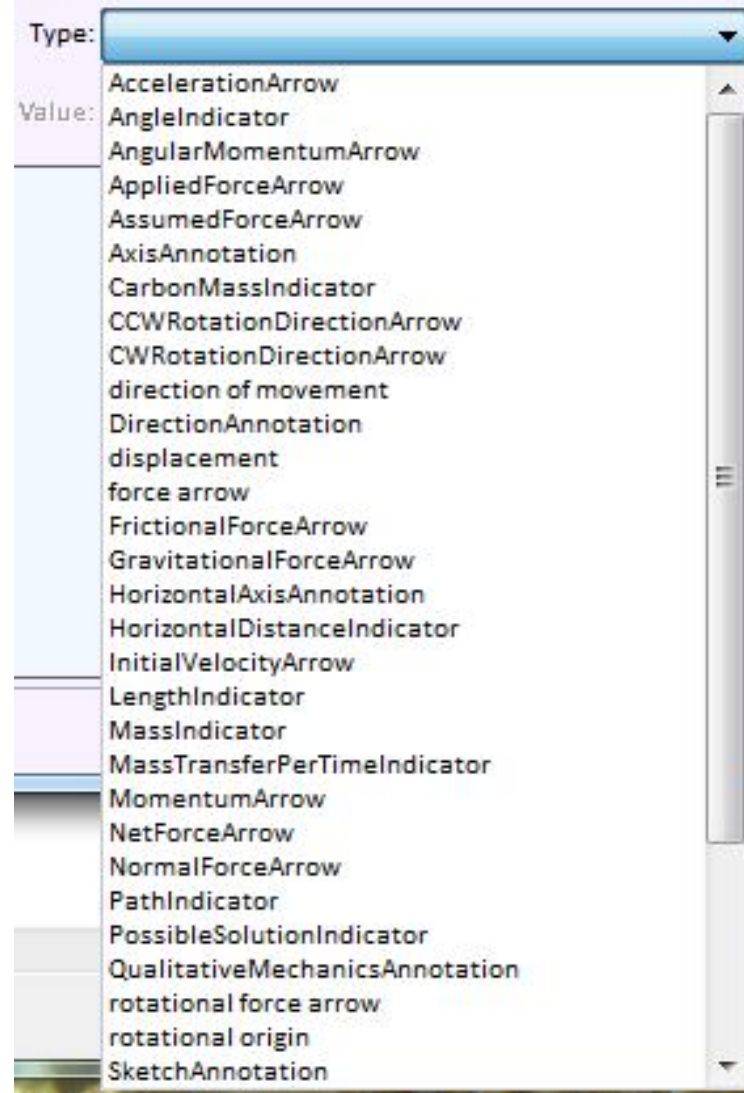 Type:
Value:
AccelerationArrow
AngleIndicator
AngularMomentumArrow
AppliedForceArrow
AssumedForceArrow
AxisAnnotation
CarbonMassIndicator
CCWRotationDirectionArrow
CWRotationDirectionArrow
direction of movement
DirectionAnnotation
displacement
force arrow
FrictionalForceArrow
GravitationalForceArrow
HorizontalAxisAnnotation
HorizontalDistanceIndicator
InitialVelocityArrow
LengthIndicator
MassIndicator
MassTransferPerTimeIndicator
MomentumArrow
NetForceArrow
NormalForceArrow
PathIndicator
PossibleSolutionIndicator
QualitativeMechanicsAnnotation
rotational force arrow
rotational origin
SketchAnnotation